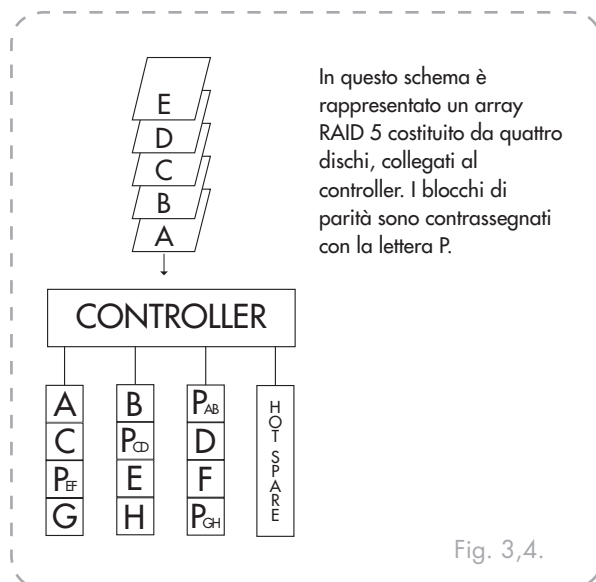 E
D
C
B
A
In questo schema è
rappresentato un array
RAID 5 costituito da quattro
dischi, collegati al
controller. I blocchi di
parità sono contrassegnati
con la lettera P.
CONTROLLER
A B PAB
C PCD D
PEF E F
G H PGH
HOT SPARE
Fig. 3,4.